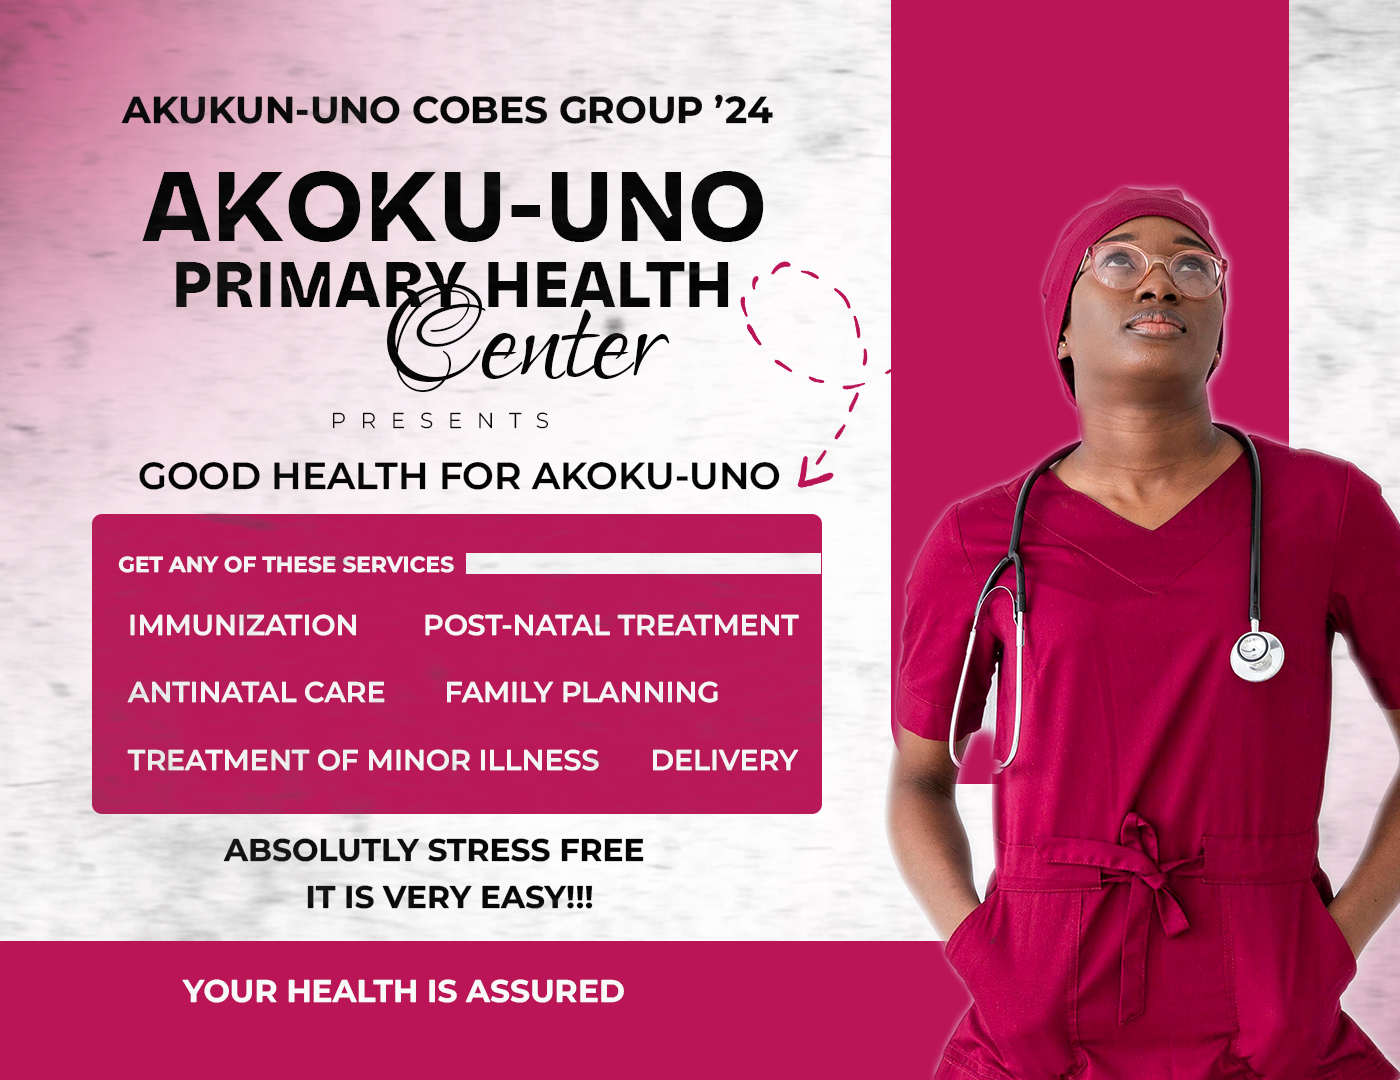 AKUKUN-UNO COBES GROUP ’24
AKOKU-UNO
PRIMARY HEALTH
Center
PRESENTS
GOOD HEALTH FOR AKOKU-UNO
GET ANY OF THESE SERVICES
IMMUNIZATION POST-NATAL TREATMENT
ANTINATAL CARE FAMILY PLANNING
TREATMENT OF MINOR ILLNESS DELIVERY
ABSOLUTLY STRESS FREE
IT IS VERY EASY!!!
YOUR HEALTH IS ASSURED